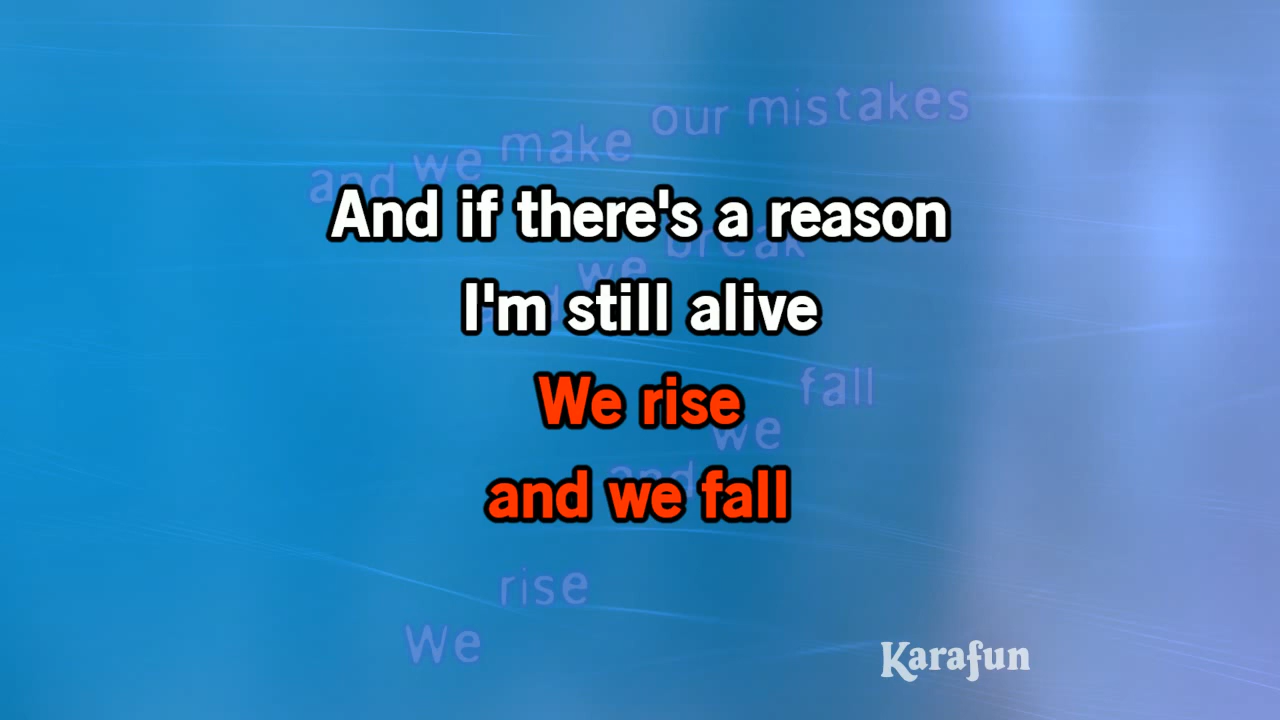 and we make our mistakes
And if there's a reason
we break
I'm still alive
We rise
fall
and we
and we fall
rise
We
Karafun